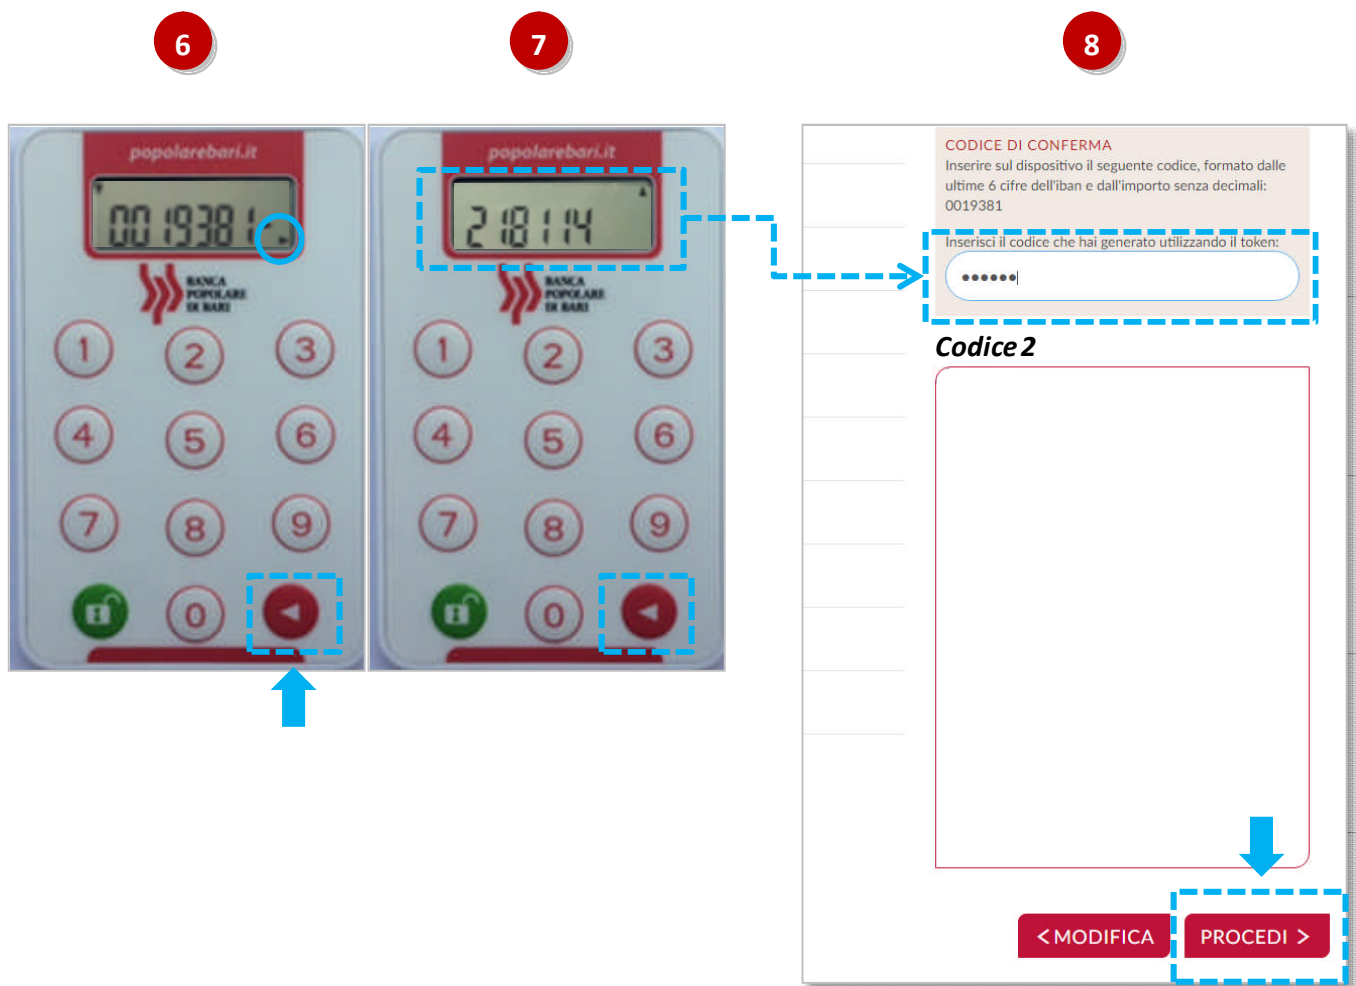 6
7
8
popolarebari.it
0019381
BANCA
POPOLARE
DI BARI
1
2
3
4
5
6
7
8
9
0
popolarebari.it
218114
BANCA
POPOLARE
DI BARI
1
2
3
4
5
6
7
8
9
0
CODICE DI CONFERMA
Inserire sul dispositivo il seguente codice, formato dalle
ultime 6 cifre dell'iban e dall'importo senza decimali:
0019381
Inserisci il codice che hai generato utilizzando il token:
••••••
Codice 2
< MODIFICA
PROCEDI >